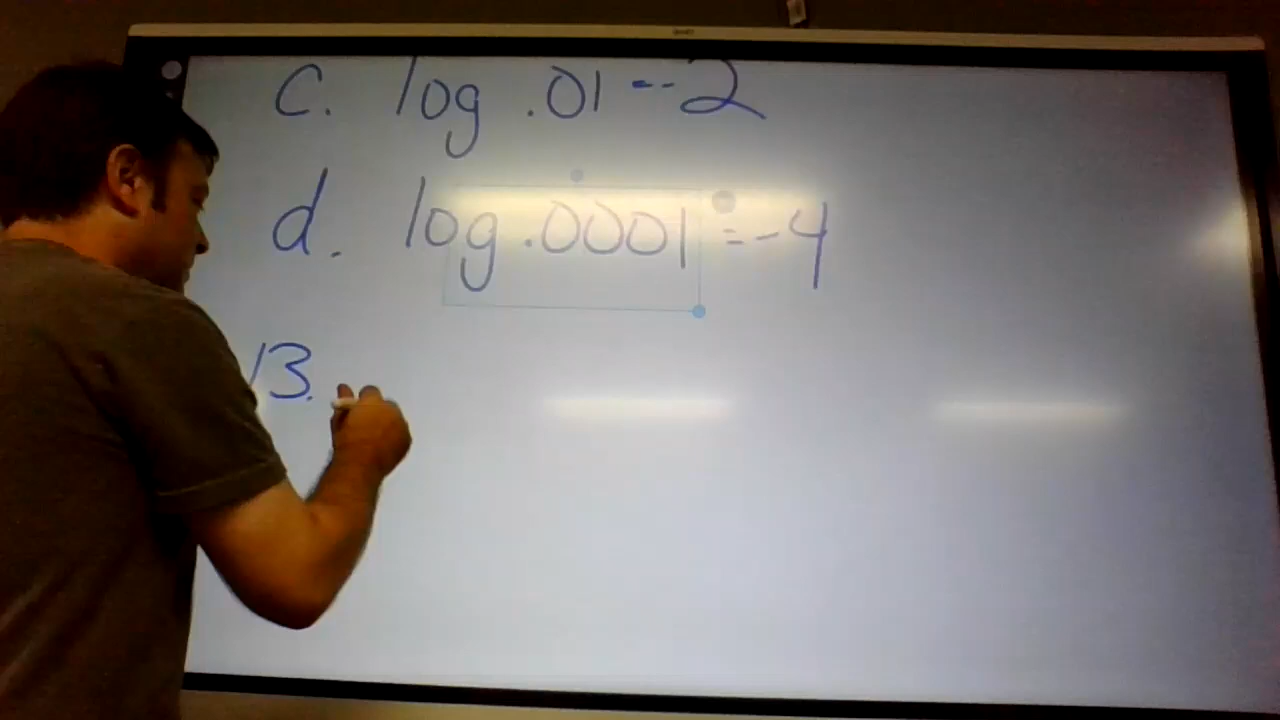 c. log .01 = -2
d. log .0001 = -4
13.